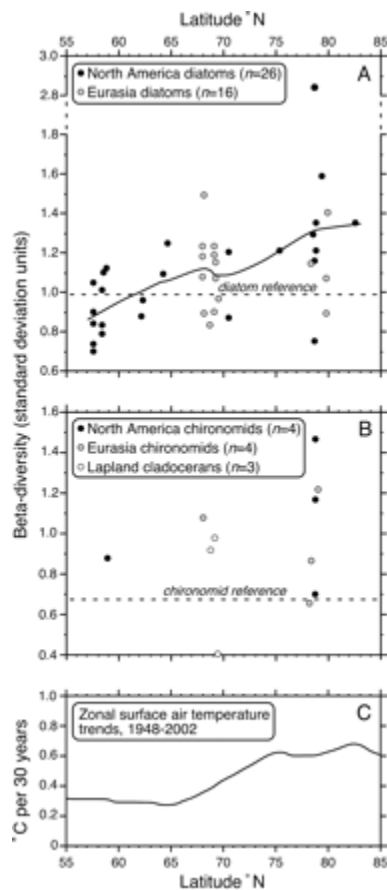 Latitude °N
55 60 65 70 75 80 85
A
North America diatoms (n=26)
Eurasia diatoms (n=16)
3.0
2.8
1.8
1.6
1.4
1.2
1.0
0.8
0.6
diatom reference
Beta-diversity (standard deviation units)
B
North America chironomids (n=4)
Eurasia chironomids (n=4)
Lapland cladocerans (n=3)
1.6
1.4
1.2
1.0
0.8
0.6
0.4
chironomid reference
C
Zonal surface air temperature
trends, 1948-2002
1.0
0.8
0.6
0.4
0.2
0
°C per 30 years
55 60 65 70 75 80 85
Latitude °N